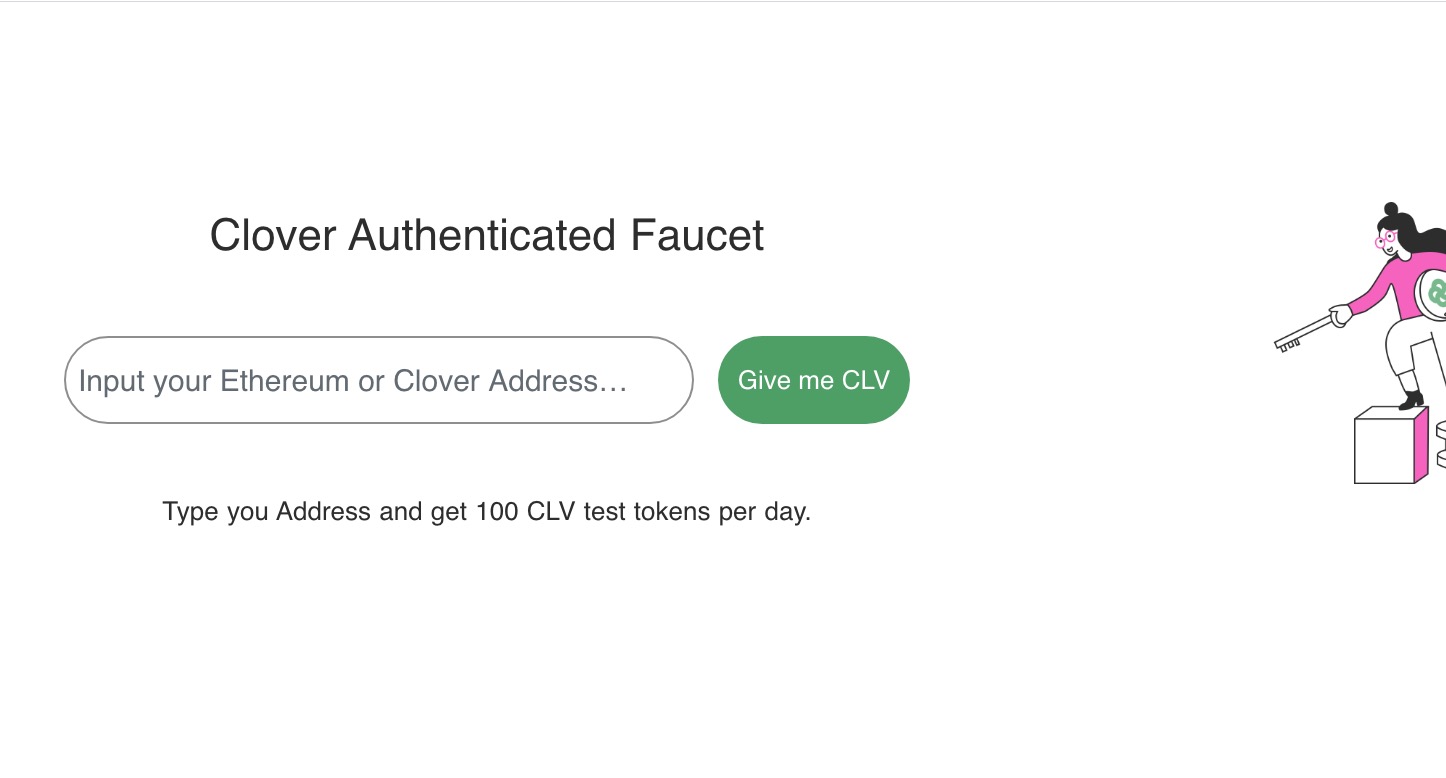 Clover Authenticated Faucet
Input your Ethereum or Clover Address…
Give me CLV
Type you Address and get 100 CLV test tokens per day.